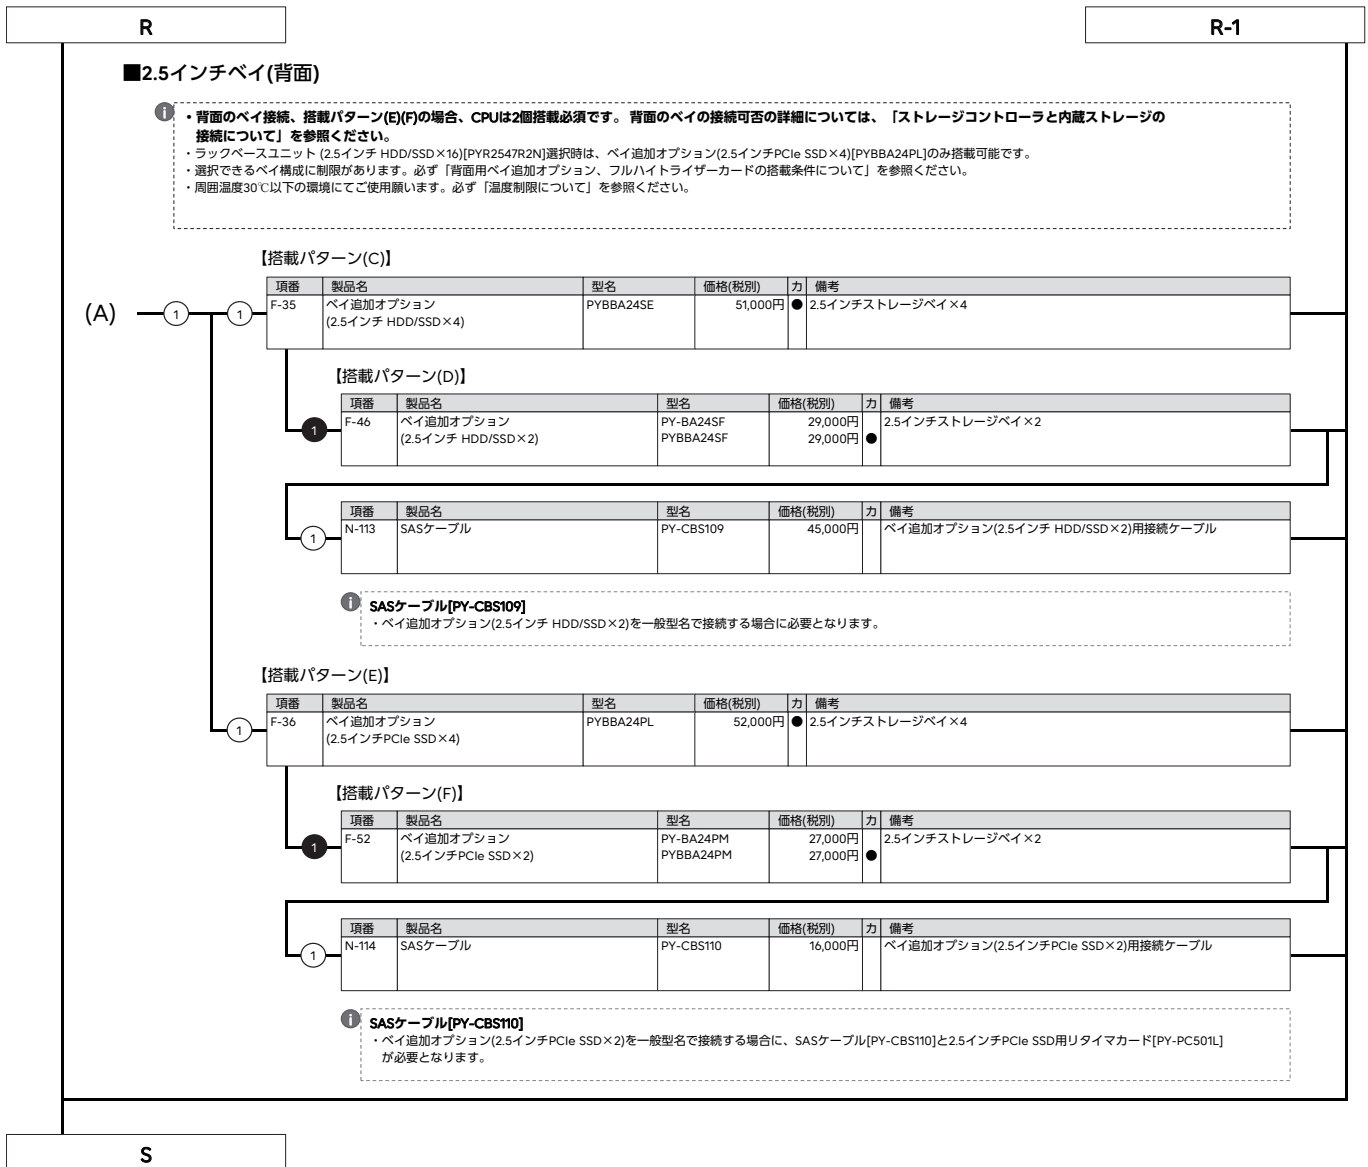 R
R-1
■2.5インチベイ(背面)
・背面のベイ接続、搭載パターン(E)(F)の場合、CPUは2個搭載必須です。 背面のベイの接続可否の詳細については、「ストレージコントローラと内蔵ストレージの
接続について」を参照ください。
・ラックベースユニット (2.5インチ HDD/SSD×16)[PYR2547R2N]選択時は、ベイ追加オプション(2.5インチPCIe SSD×4)[PYBBA24PL]のみ搭載可能です。
・選択できるベイ構成に制限があります。必ず「背面用ベイ追加オプション、フルハイトライザーカードの搭載条件について」を参照ください。
・周囲温度30℃以下の環境にてご使用願います。必ず「温度制限について」を参照ください。
【搭載パターン(C)】
項番 製品名 型名 価格(税別) カ 備考
(A) 1 1 F-35 ベイ追加オプション PYBBA24SE 51,000円 ● 2.5インチストレージベイ×4
(2.5インチ HDD/SSD×4)
【搭載パターン(D)】
項番 製品名 型名 価格(税別) カ 備考
1 F-46 ベイ追加オプション PY-BA24SF 29,000円 2.5インチストレージベイ×2
(2.5インチ HDD/SSD×2) PYBBA24SF 29,000円 ●
項番 製品名 型名 価格(税別) カ 備考
1 N-113 SASケーブル PY-CBS109 45,000円 ベイ追加オプション(2.5インチ HDD/SSD×2)用接続ケーブル
SASケーブル[PY-CBS109]
・ベイ追加オプション(2.5インチ HDD/SSD×2)を一般型名で接続する場合に必要となります。
【搭載パターン(E)】
項番 製品名 型名 価格(税別) カ 備考
1 F-36 ベイ追加オプション PYBBA24PL 52,000円 ● 2.5インチストレージベイ×4
(2.5インチPCIe SSD×4)
【搭載パターン(F)】
項番 製品名 型名 価格(税別) カ 備考
1 F-52 ベイ追加オプション PY-BA24PM 27,000円 2.5インチストレージベイ×2
(2.5インチPCIe SSD×2) PYBBA24PM 27,000円 ●
項番 製品名 型名 価格(税別) カ 備考
1 N-114 SASケーブル PY-CBS110 16,000円 ベイ追加オプション(2.5インチPCIe SSD×2)用接続ケーブル
SASケーブル[PY-CBS110]
・ベイ追加オプション(2.5インチPCIe SSD×2)を一般型名で接続する場合に、SASケーブル[PY-CBS110]と2.5インチPCIe SSD用リタイマカード[PY-PC501L]
が必要となります。
S